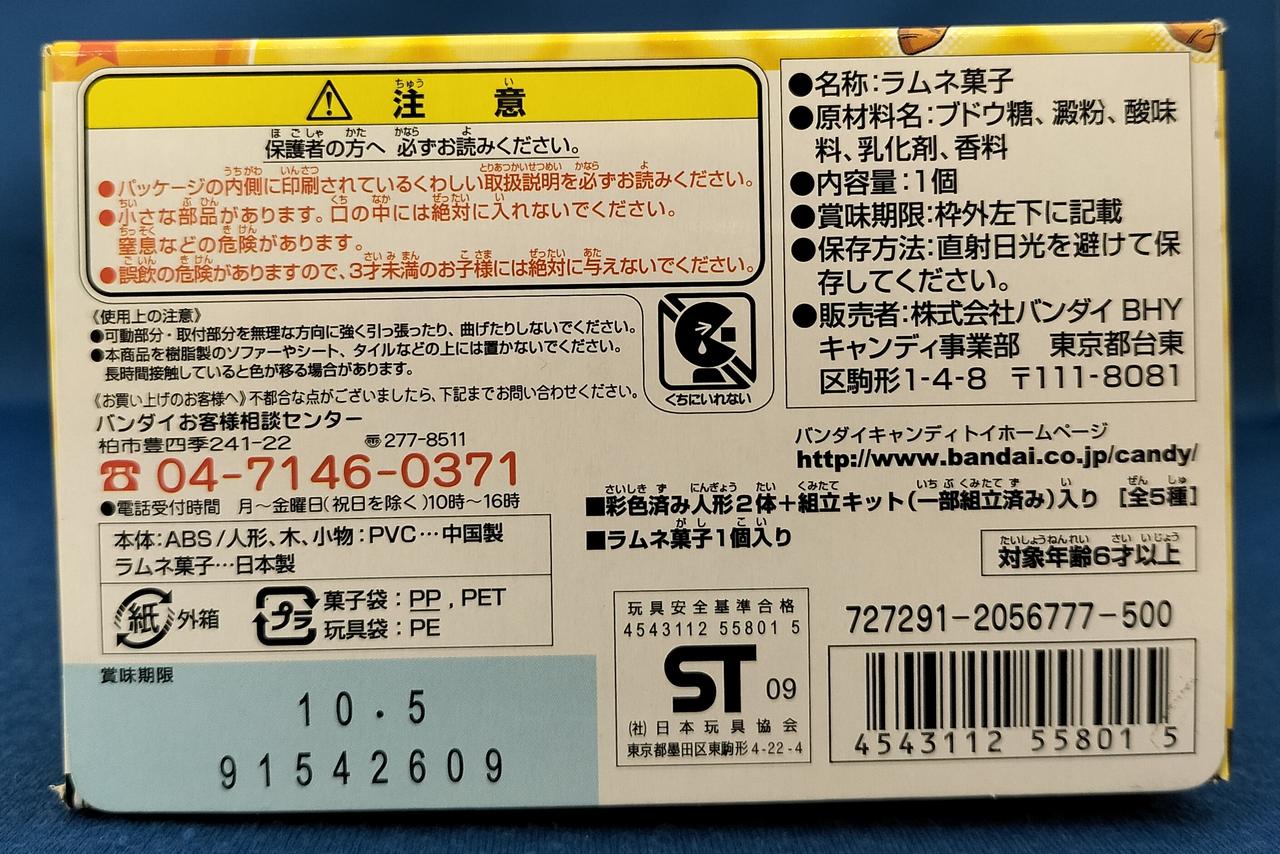 ⚠ 注意
保護者の方へ 必ずお読みください。
●パッケージの内側に印刷されているくわしい取扱説明を必ずお読みください。
●小さな部品があります。口の中には絶対に入れないでください。
窒息などの危険があります。
●誤飲の危険がありますので、3才未満のお子様には絶対に与えないでください。
《使用上の注意》
●可動部分・取付部分を無理な方向に強く引っ張ったり、曲げたりしないでください。
●本商品を樹脂製のソファーやシート、タイルなどの上には置かないでください。
長時間接触していると色が移る場合があります。
くちにいれない
《お買い上げのお客様へ》不都合な点がございましたら、下記までお問い合わせください。
バンダイお客様相談センター
柏市豊四季241-22 〠277-8511
☎04-7146-0371
●電話受付時間 月〜金曜日(祝日を除く)10時〜16時
本体:ABS/人形、木、小物:PVC…中国製
ラムネ菓子…日本製
紙 外箱
プラ 菓子袋:PP, PET
玩具袋:PE
賞味期限
10.5
91542609
●名称:ラムネ菓子
●原材料名:ブドウ糖、澱粉、酸味
料、乳化剤、香料
●内容量:1個
●賞味期限:枠外左下に記載
●保存方法:直射日光を避けて保
存してください。
●販売者:株式会社バンダイ BHY
キャンディ事業部 東京都台東
区駒形1-4-8 〒111-8081
バンダイキャンディトイホームページ
http://www.bandai.co.jp/candy/
■彩色済み人形2体+組立キット(一部組立済み)入り [全5種]
■ラムネ菓子1個入り
対象年齢6才以上
玩具安全基準合格
4543112 55801 5
ST 09
(社)日本玩具協会
東京都墨田区東駒形4-22-4
727291-2056777-500
4543112 55801 5